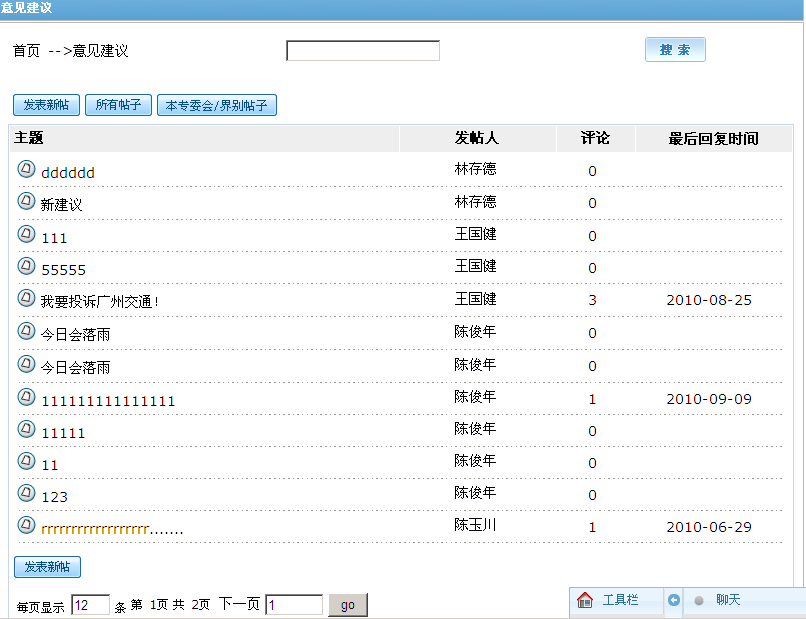 意见建议
首页 -->意见建议
搜 索
发表新帖 所有帖子 本专委会/界别帖子
主题 发帖人 评论 最后回复时间
dddddd 林存德 0
新建议 林存德 0
111 王国健 0
55555 王国健 0
我要投诉广州交通！ 王国健 3 2010-08-25
今日会落雨 陈俊年 0
今日会落雨 陈俊年 0
111111111111111 陈俊年 1 2010-09-09
11111 陈俊年 0
11 陈俊年 0
123 陈俊年 0
rrrrrrrrrrrrrrrrrr....... 陈玉川 1 2010-06-29
发表新帖
每页显示 12 条 第 1页 共 2页 下一页 1 go
工具栏 聊天